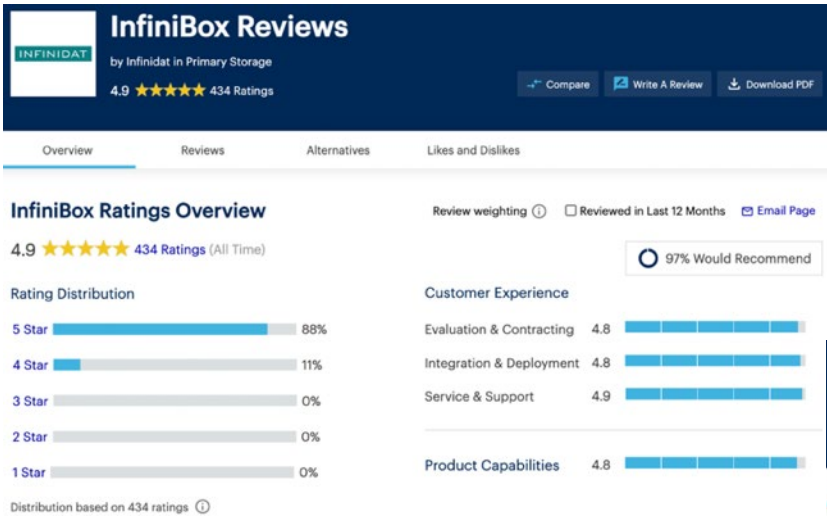 INFINIDAT
InfiniBox Reviews
by Infinidat in Primary Storage
4.9 ★★★★★ 434 Ratings
Compare Write A Review Download PDF
Overview Reviews Alternatives Likes and Dislikes
InfiniBox Ratings Overview
Review weighting Reviewed in Last 12 Months Email Page
4.9 ★★★★★ 434 Ratings (All Time)
97% Would Recommend
Rating Distribution
5 Star 88%
4 Star 11%
3 Star 0%
2 Star 0%
1 Star 0%
Distribution based on 434 ratings
Customer Experience
Evaluation & Contracting 4.8
Integration & Deployment 4.8
Service & Support 4.9
Product Capabilities 4.8